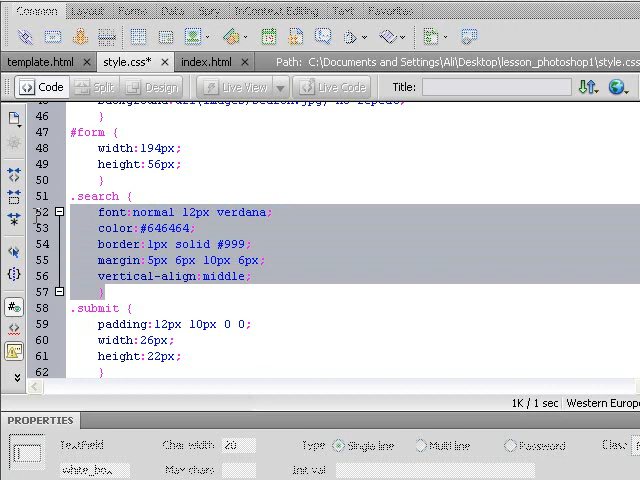 Common Layout Forms Data Spry InContext Editing Text Favorites
template.html style.css* index.html Path: C:\Documents and Settings\Ali\Desktop\lesson_photoshop1\style.css
Code Split Design Live View Live Code Title:
46 }
47 #form {
48 width:194px;
49 height:56px;
50 }
51 .search {
52 font:normal 12px verdana;
53 color:#646464;
54 border:1px solid #999;
55 margin:5px 6px 10px 6px;
56 vertical-align:middle;
57 }
58 .submit {
59 padding:12px 10px 0 0;
60 width:26px;
61 height:22px;
62 }
1K / 1 sec Western Europe
PROPERTIES
TextField Char width 20 Type Single line Multi line Password Class
white_box Max chars Init val